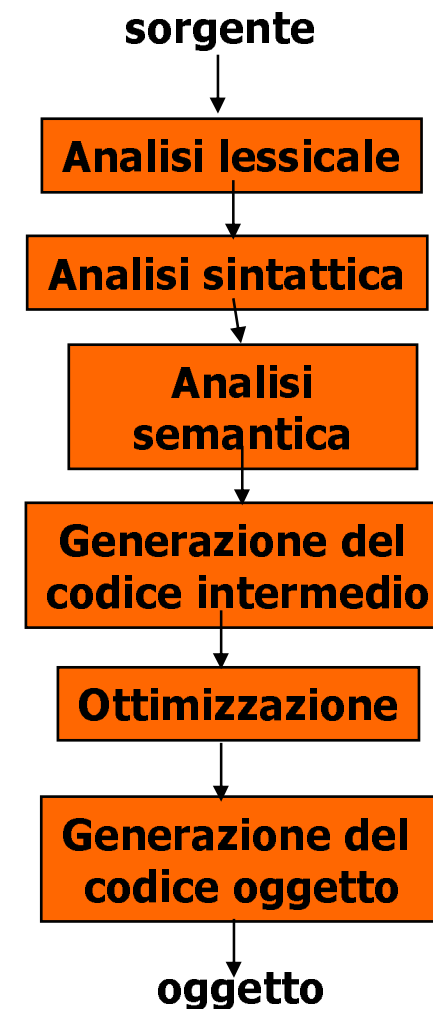 sorgente
Analisi lessicale
Analisi sintattica
Analisi
semantica
Generazione del
codice intermedio
Ottimizzazione
Generazione del
codice oggetto
oggetto